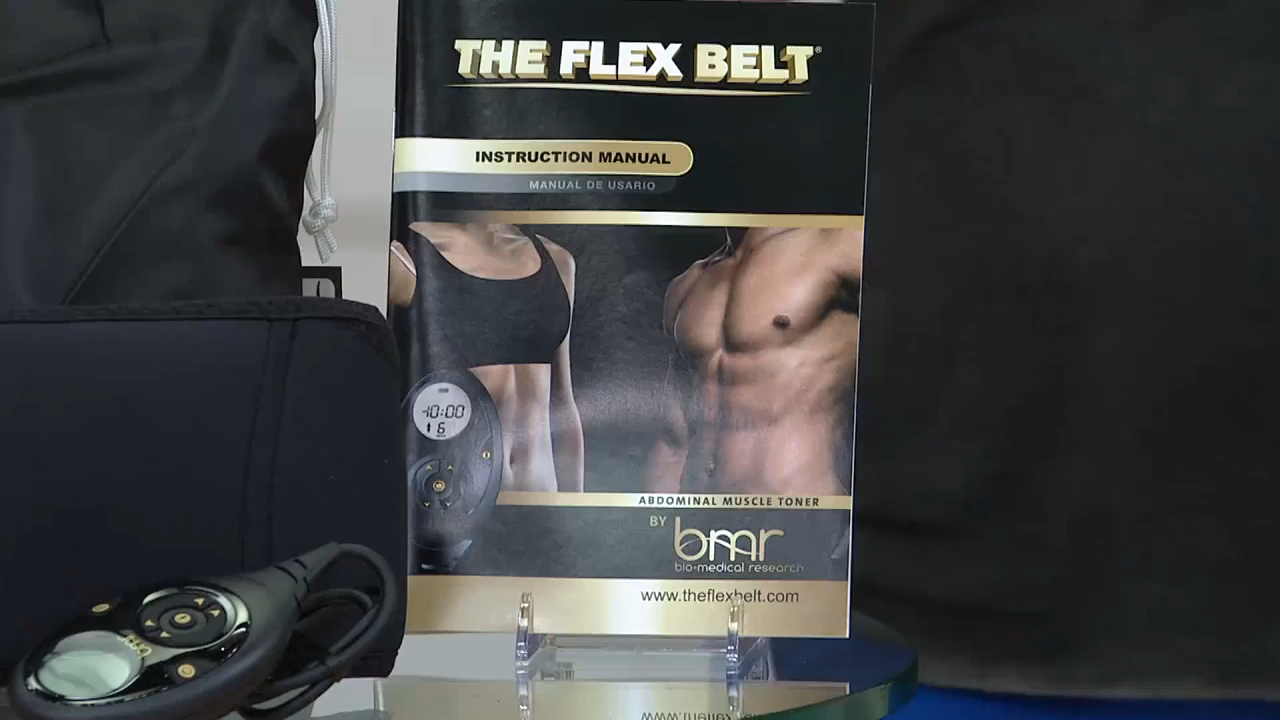 THE FLEX BELT®
INSTRUCTION MANUAL
MANUAL DE USARIO
-10:00
6
ABDOMINAL MUSCLE TONER
BY bmr
bio-medical research
www.theflexbelt.com